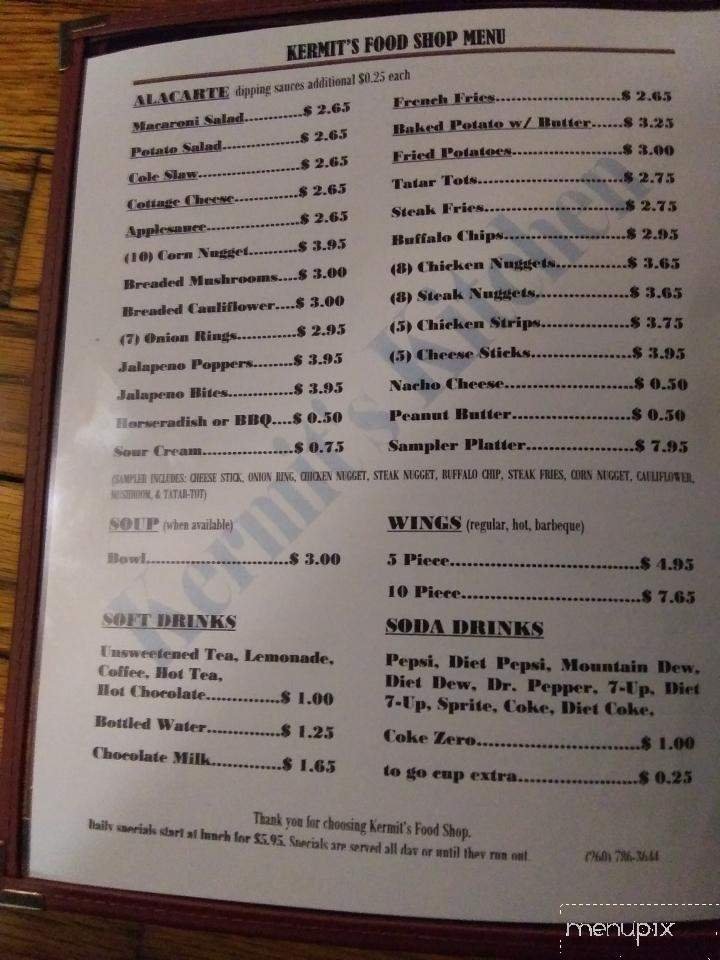 KERMIT'S FOOD SHOP MENU
ALACARTE dipping sauces additional $0.25 each
Macaroni Salad............$ 2.65
Potato Salad................$ 2.65
Cole Slaw....................$ 2.65
Cottage Cheese.............$ 2.65
Applesauce..................$ 2.65
(10) Corn Nugget..........$ 3.95
Breaded Mushrooms....$ 3.00
Breaded Cauliflower....$ 3.00
(7) Onion Rings............$ 2.95
Jalapeno Poppers........$ 3.95
Jalapeno Bites............$ 3.95
Horseradish or BBQ....$ 0.50
Sour Cream..................$ 0.75
French Fries..........................$ 2.65
Baked Potato w/ Butter......$ 3.25
Fried Potatoes.......................$ 3.00
Tatar Tots..............................$ 2.75
Steak Fries.............................$ 2.75
Buffalo Chips.........................$ 2.95
(8) Chicken Nuggets..............$ 3.65
(8) Steak Nuggets..................$ 3.65
(5) Chicken Strips..................$ 3.75
(5) Cheese Sticks....................$ 3.95
Nacho Cheese.........................$ 0.50
Peanut Butter........................$ 0.50
Sampler Platter......................$ 7.95
(SAMPLER INCLUDES: CHEESE STICK, ONION RING, CHICKEN NUGGET, STEAK NUGGET, BUFFALO CHIP, STEAK FRIES, CORN NUGGET, CAULIFLOWER,
MUSHROOM, & TATAR-TOT)
SOUP (when available)
Bowl.............................$ 3.00
WINGS (regular, hot, barbeque)
5 Piece......................................$ 4.95
10 Piece....................................$ 7.65
SOFT DRINKS
Unsweetened Tea, Lemonade,
Coffee, Hot Tea,
Hot Chocolate...............$ 1.00
Bottled Water...............$ 1.25
Chocolate Milk..............$ 1.65
SODA DRINKS
Pepsi, Diet Pepsi, Mountain Dew,
Diet Dew, Dr. Pepper, 7-Up, Diet
7-Up, Sprite, Coke, Diet Coke,
Coke Zero.................................$ 1.00
to go cup extra.........................$ 0.25
Kermit's Kitchen
Thank you for choosing Kermit's Food Shop.
Daily specials start at lunch for $5.95. Specials are served all day or until they run out.
(260) 786-3644
menupix